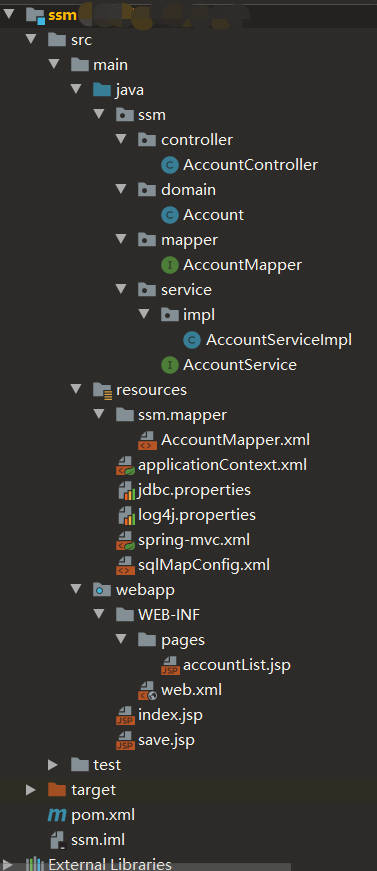 ssm
src
main
java
ssm
controller
AccountController
domain
Account
mapper
AccountMapper
service
impl
AccountServiceImpl
AccountService
resources
ssm.mapper
AccountMapper.xml
applicationContext.xml
jdbc.properties
log4j.properties
spring-mvc.xml
sqlMapConfig.xml
webapp
WEB-INF
pages
accountList.jsp
web.xml
index.jsp
save.jsp
test
target
pom.xml
ssm.iml
External Libraries